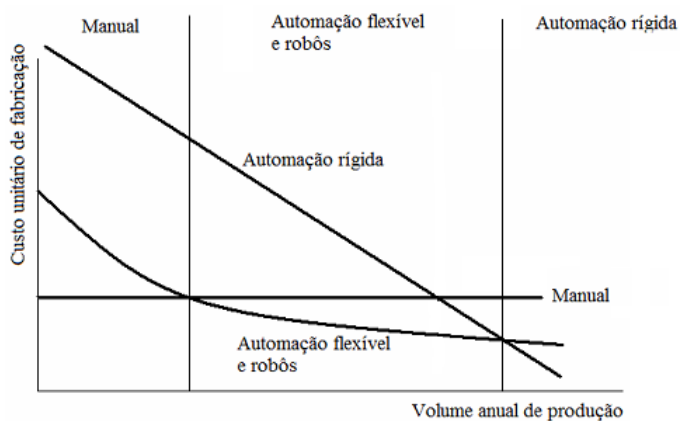 Manual
Automação flexível
e robôs
Automação rígida
Custo unitário de fabricação
Automação rígida
Manual
Automação flexível
e robôs
Volume anual de produção